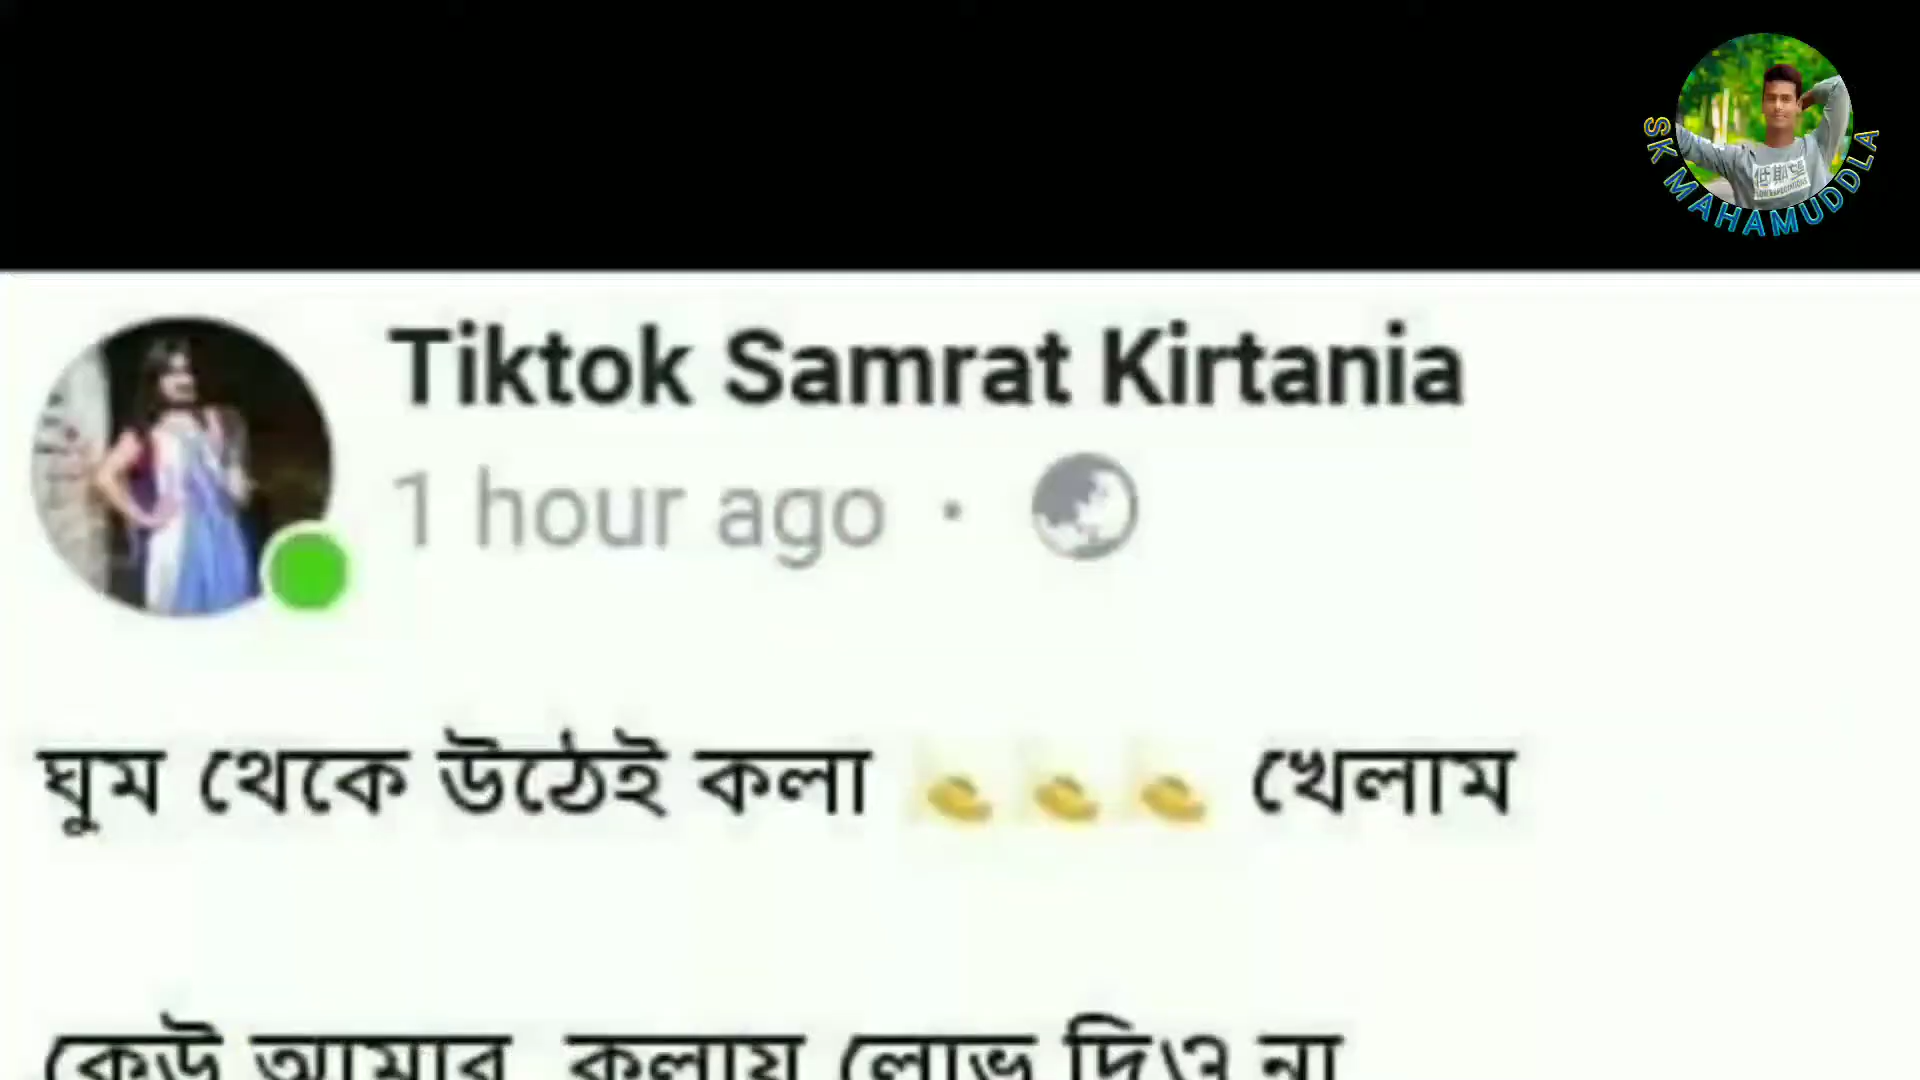 SK MAHAMUDDLA
Tiktok Samrat Kirtania
1 hour ago ·
ঘুম থেকে উঠেই কলা 🍌🍌🍌 খেলাম
কেউ আমার কলায় লোভ দিও না